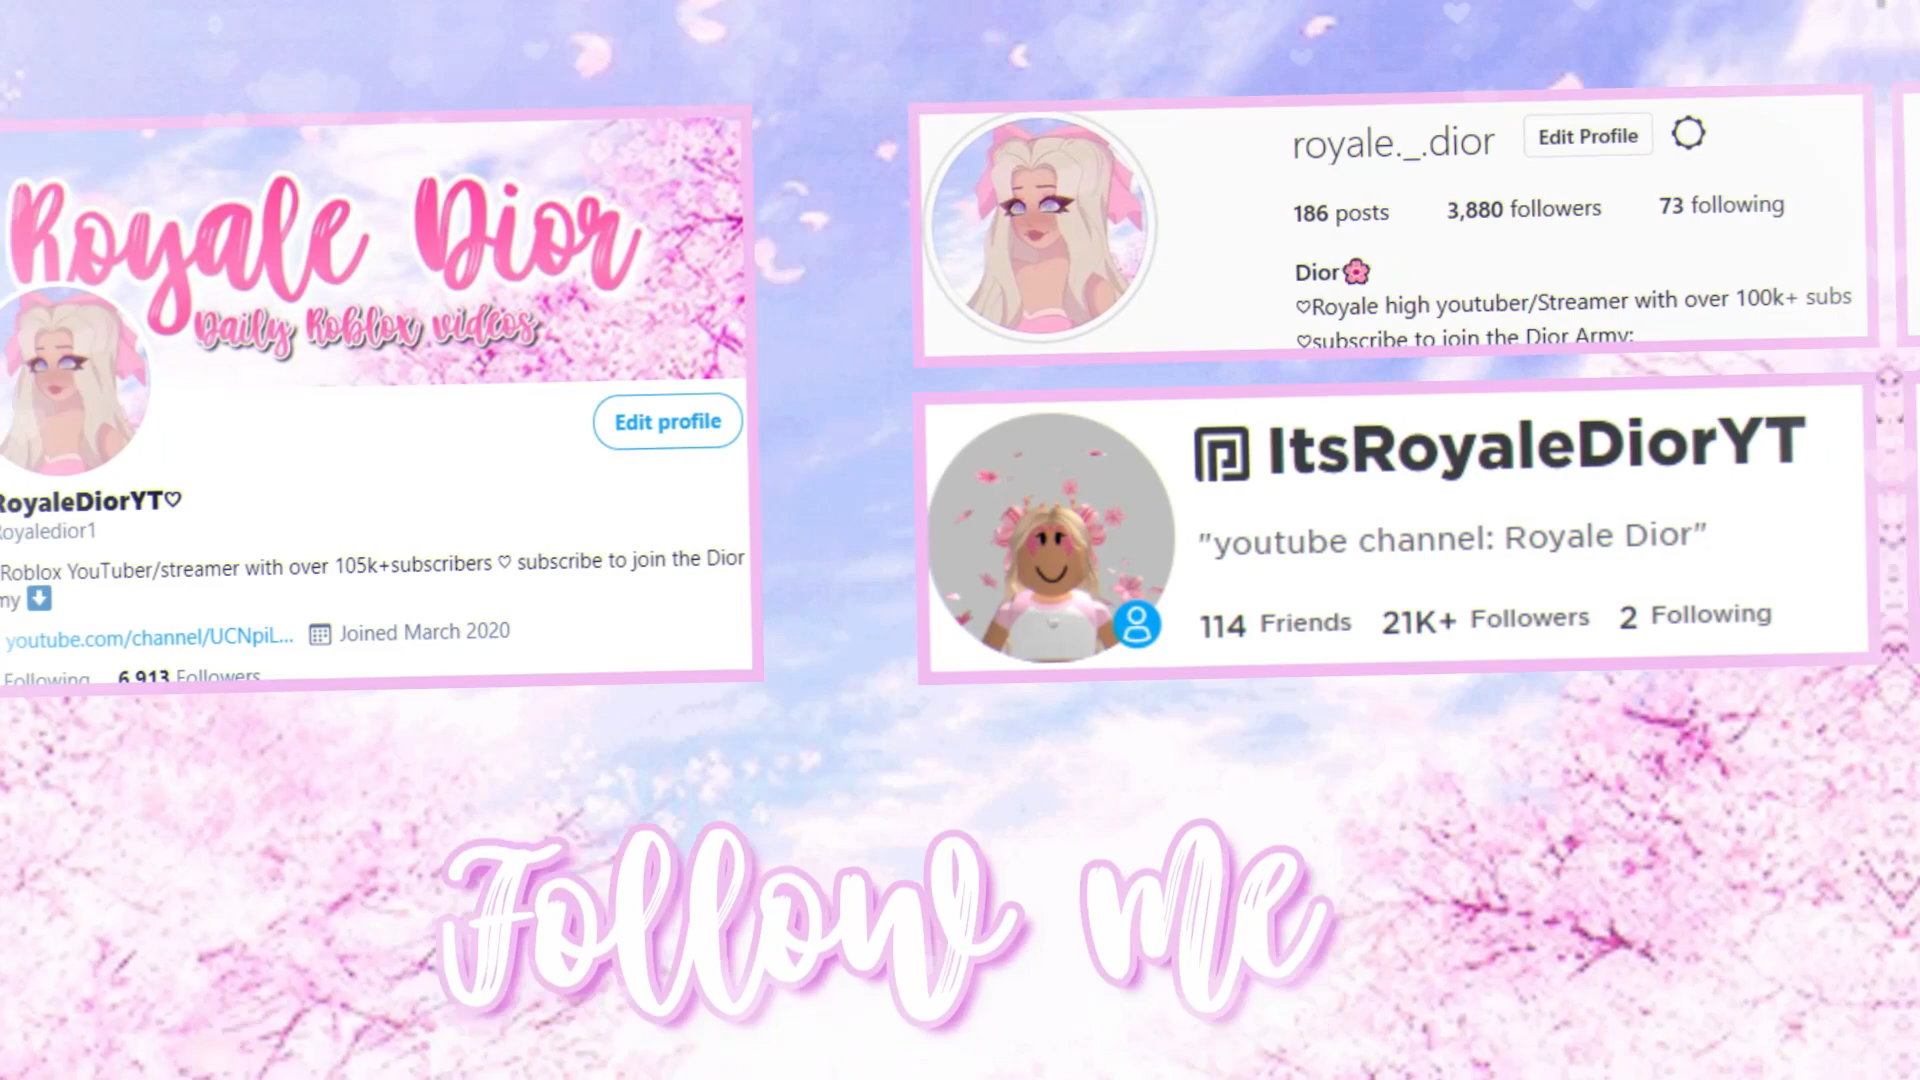 Royale Dior
Daily Roblox videos
Edit profile
RoyaleDiorYT♡
oyaledior1
Roblox YouTuber/streamer with over 105k+subscribers ♡ subscribe to join the Dior
my ⬇️
youtube.com/channel/UCNpiL... Joined March 2020
Following 6,913 Followers
royale._.dior Edit Profile
186 posts 3,880 followers 73 following
Dior🌸
♡Royale high youtuber/Streamer with over 100k+ subs
♡subscribe to join the Dior Army:
ItsRoyaleDiorYT
"youtube channel: Royale Dior"
114 Friends 21K+ Followers 2 Following
Follow me